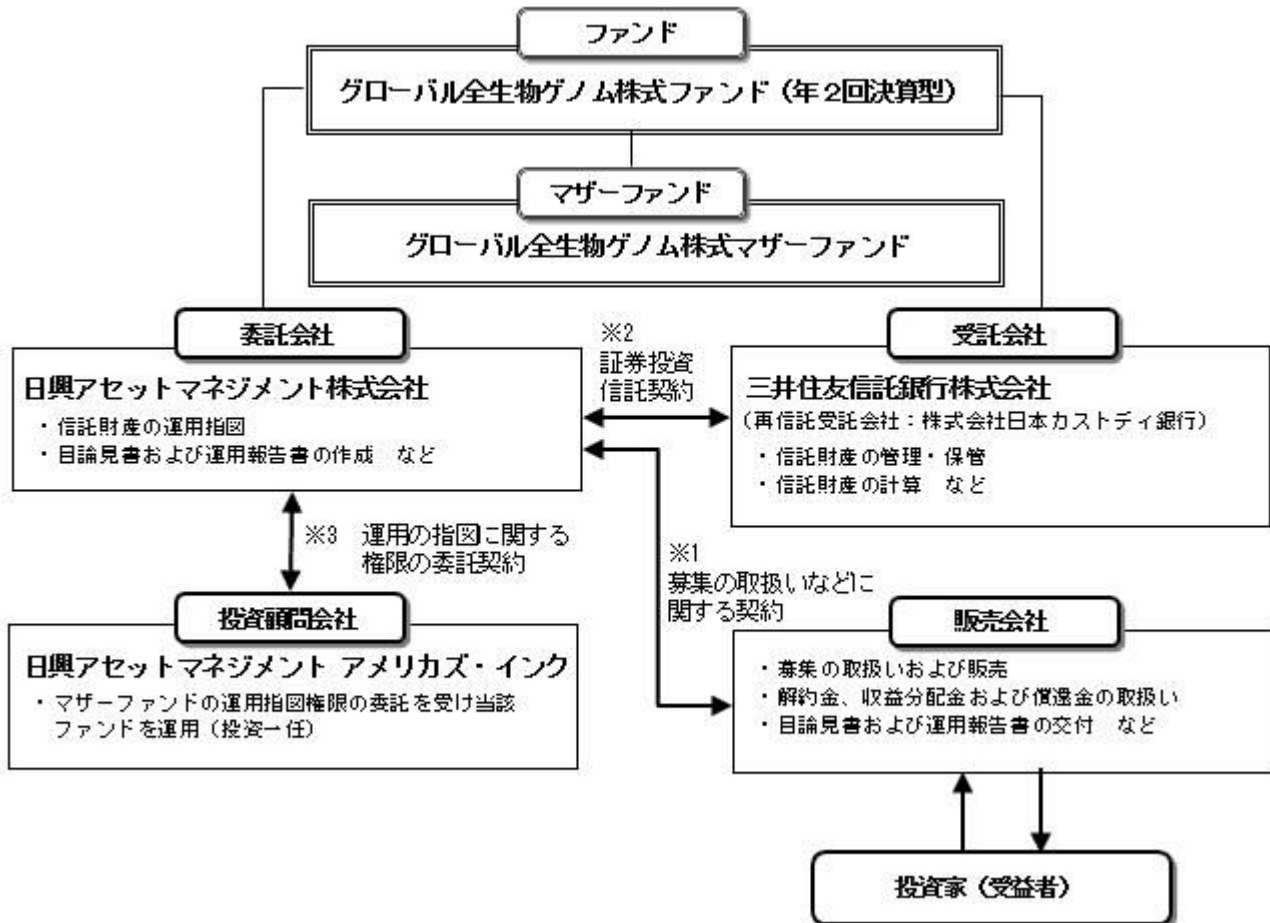 ファンド
グローバル全生物ゲノム株式ファンド（年２回決算型）
マザーファンド
グローバル全生物ゲノム株式マザーファンド
委託会社
日興アセットマネジメント株式会社
・信託財産の運用指図
・目論見書および運用報告書の作成　など
※2
証券投資
信託契約
受託会社
三井住友信託銀行株式会社
（再信託受託会社：株式会社日本カストディ銀行）
・信託財産の管理・保管
・信託財産の計算　など
※3　運用の指図に関する
権限の委託契約
※1
募集の取扱いなどに
関する契約
投資顧問会社
日興アセットマネジメント アメリカズ・インク
・マザーファンドの運用指図権限の委託を受け当該
ファンドを運用（投資一任）
販売会社
・募集の取扱いおよび販売
・解約金、収益分配金および償還金の取扱い
・目論見書および運用報告書の交付　など
投資家（受益者）